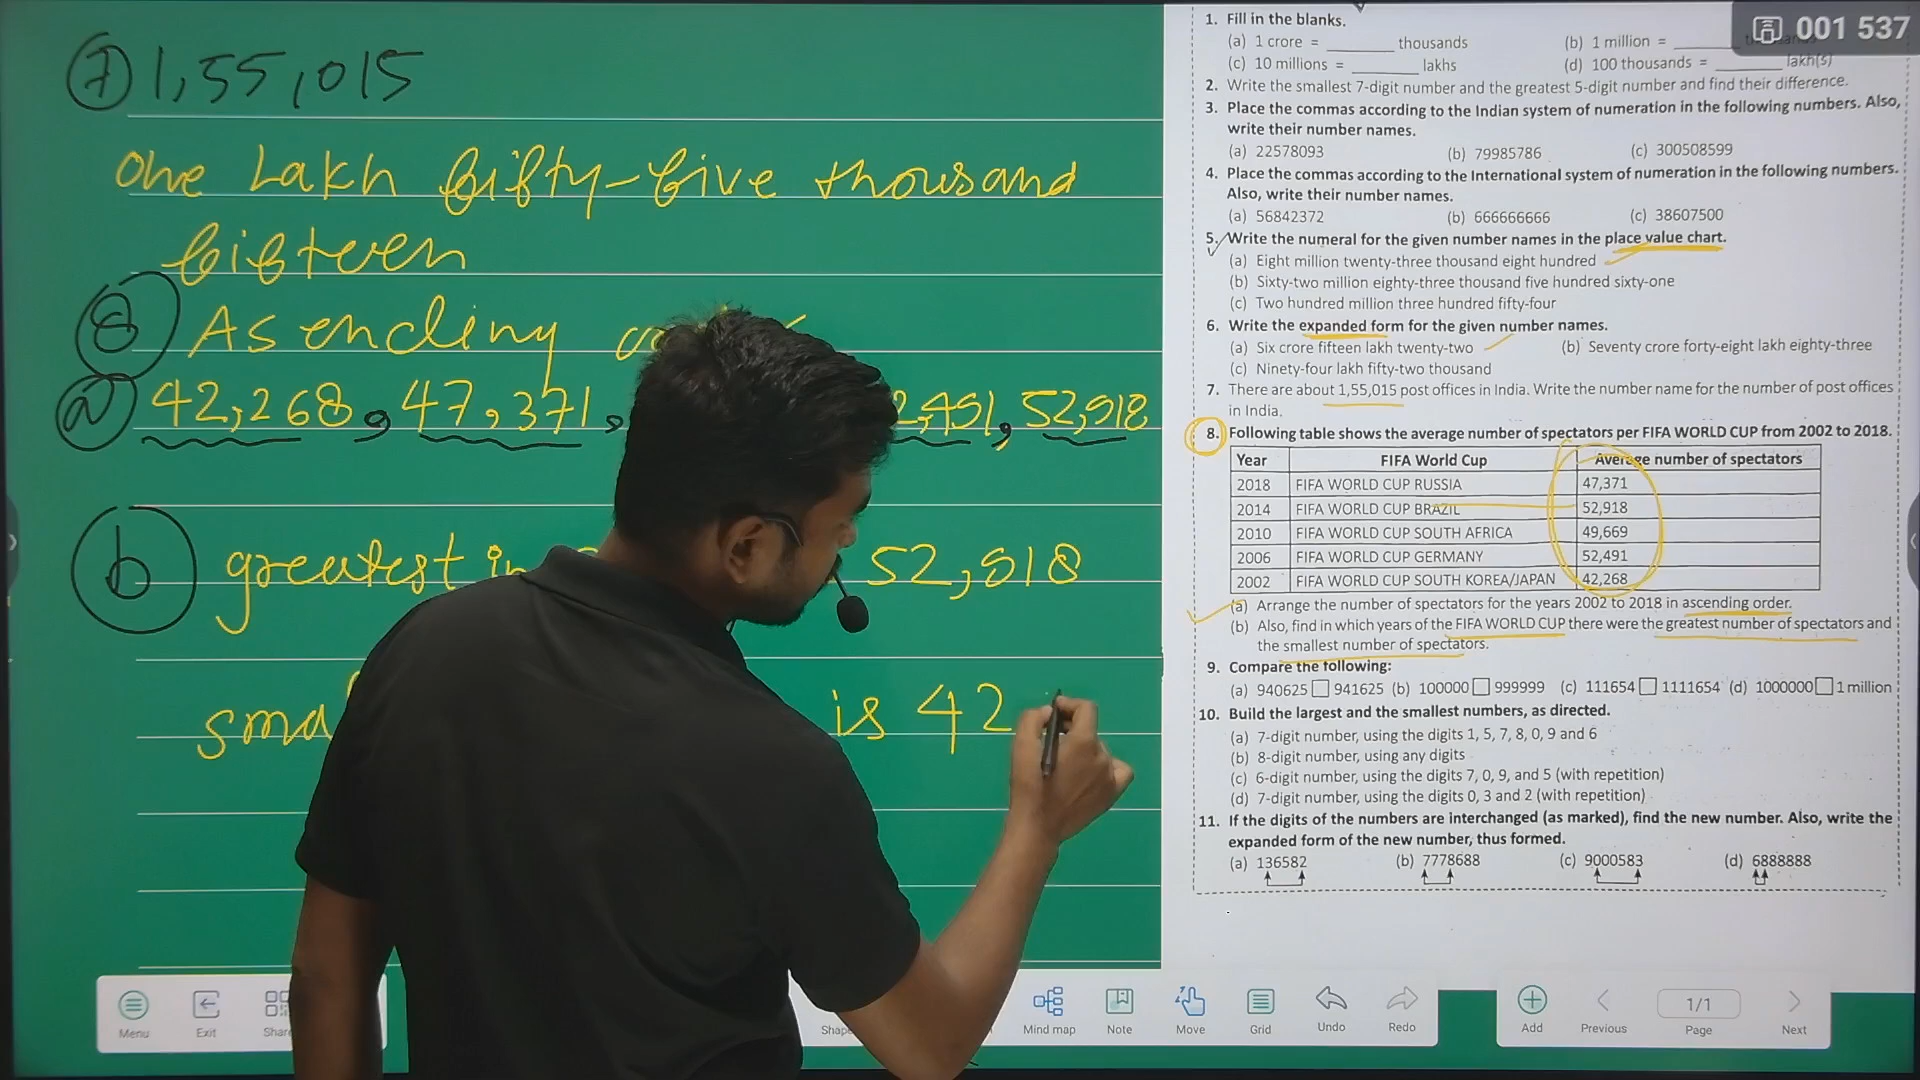 7 1,55,015
One Lakh fifty-five thousand
fifteen
8 Asending
a 42,268, 47,371, 2,491, 52,918
b greatest in 52,918
sma is 42
001 537
1. Fill in the blanks.
(a) 1 crore = ________ thousands (b) 1 million = ________
(c) 10 millions = ________ lakhs (d) 100 thousands = ________ lakh(s)
2. Write the smallest 7-digit number and the greatest 5-digit number and find their difference.
3. Place the commas according to the Indian system of numeration in the following numbers. Also,
write their number names.
(a) 22578093 (b) 79985786 (c) 300508599
4. Place the commas according to the International system of numeration in the following numbers.
Also, write their number names.
(a) 56842372 (b) 666666666 (c) 38607500
5. Write the numeral for the given number names in the place value chart.
(a) Eight million twenty-three thousand eight hundred
(b) Sixty-two million eighty-three thousand five hundred sixty-one
(c) Two hundred million three hundred fifty-four
6. Write the expanded form for the given number names.
(a) Six crore fifteen lakh twenty-two (b) Seventy crore forty-eight lakh eighty-three
(c) Ninety-four lakh fifty-two thousand
7. There are about 1,55,015 post offices in India. Write the number name for the number of post offices
in India.
8. Following table shows the average number of spectators per FIFA WORLD CUP from 2002 to 2018.
Year FIFA World Cup Average number of spectators
2018 FIFA WORLD CUP RUSSIA 47,371
2014 FIFA WORLD CUP BRAZIL 52,918
2010 FIFA WORLD CUP SOUTH AFRICA 49,669
2006 FIFA WORLD CUP GERMANY 52,491
2002 FIFA WORLD CUP SOUTH KOREA/JAPAN 42,268
(a) Arrange the number of spectators for the years 2002 to 2018 in ascending order.
(b) Also, find in which years of the FIFA WORLD CUP there were the greatest number of spectators and
the smallest number of spectators.
9. Compare the following:
(a) 940625 □ 941625 (b) 100000 □ 999999 (c) 111654 □ 1111654 (d) 1000000 □ 1 million
10. Build the largest and the smallest numbers, as directed.
(a) 7-digit number, using the digits 1, 5, 7, 8, 0, 9 and 6
(b) 8-digit number, using any digits
(c) 6-digit number, using the digits 7, 0, 9, and 5 (with repetition)
(d) 7-digit number, using the digits 0, 3 and 2 (with repetition)
11. If the digits of the numbers are interchanged (as marked), find the new number. Also, write the
expanded form of the new number, thus formed.
(a) 136582 (b) 7778688 (c) 9000583 (d) 6888888
Menu Exit Share Shape Mind map Note Move Grid Undo Redo Add Previous 1/1 Page Next